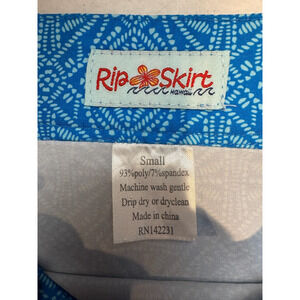 Rip Skirt
HAWAII
Small
93%poly/7%spandex
Machine wash gentle
Drip dry or dryclean
Made in china
RN142231